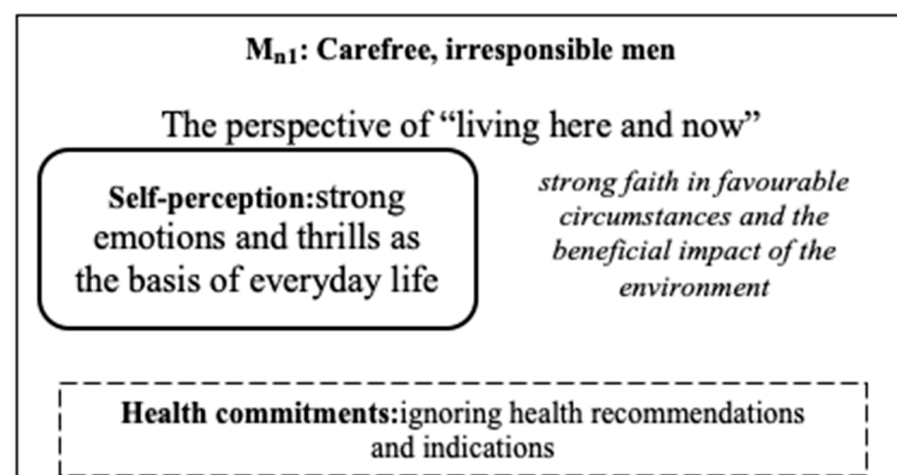 Mn1: Carefree, irresponsible men
The perspective of “living here and now”
Self-perception:strong
emotions and thrills as
the basis of everyday life
strong faith in favourable
circumstances and the
beneficial impact of the
environment
Health commitments:ignoring health recommendations
and indications